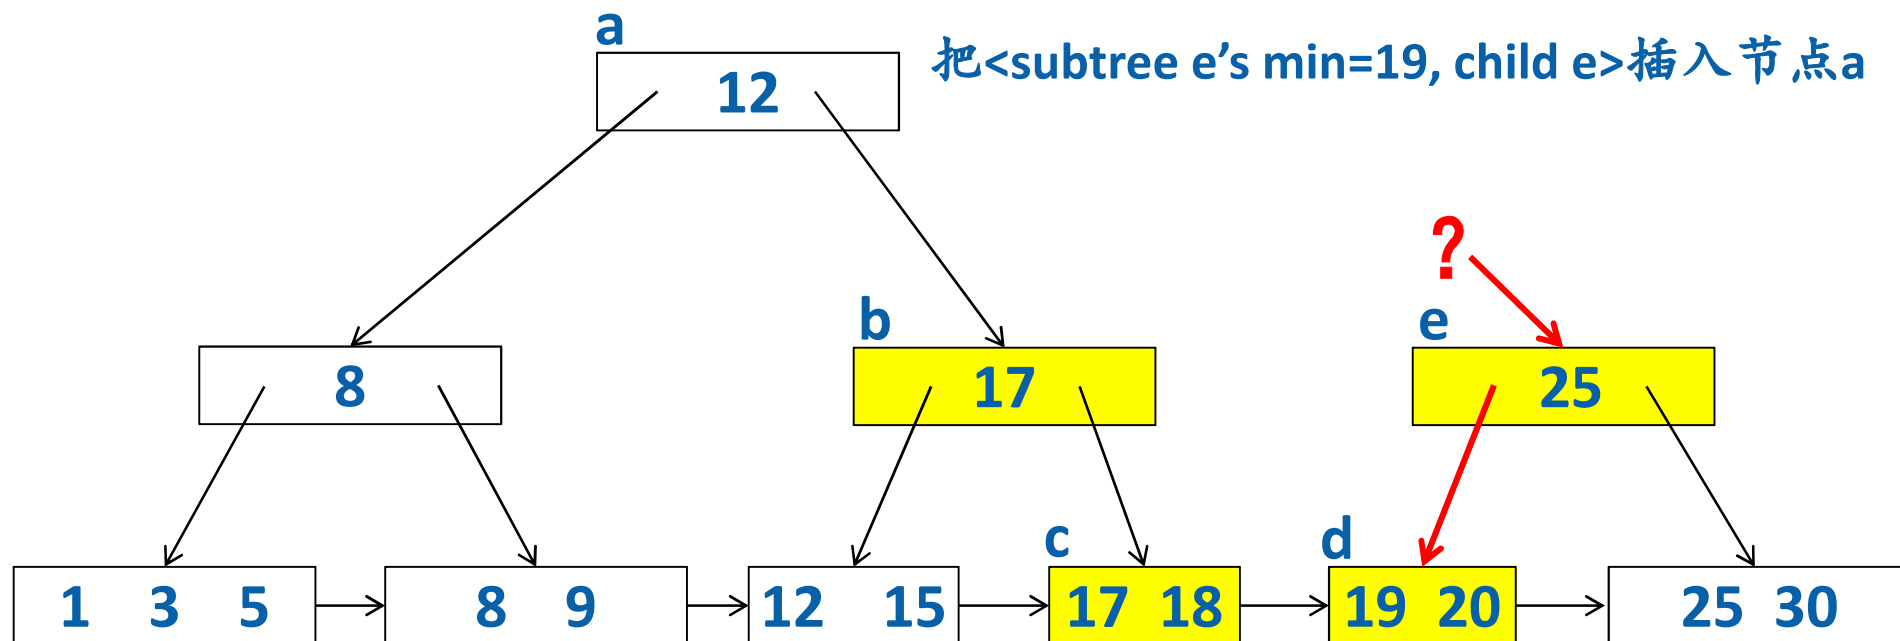 a
12
把<subtree e’s min=19, child e>插入节点a
?
b
e
8
17
25
c
d
1 3 5
8 9
12 15
17 18
19 20
25 30